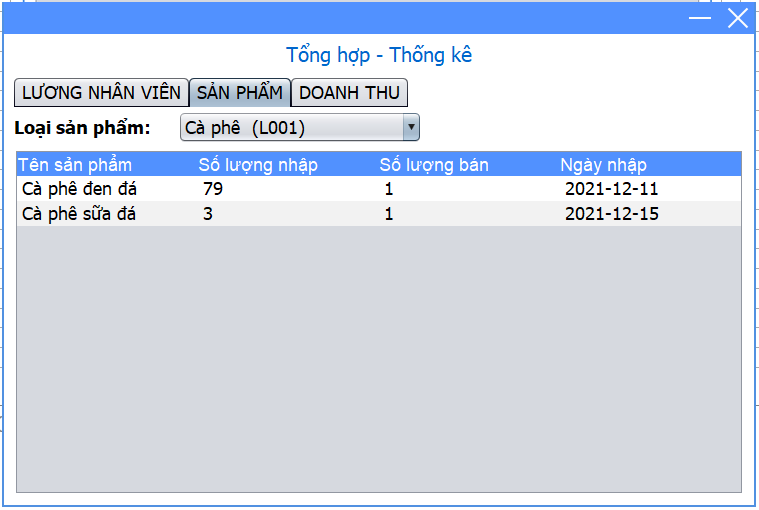 Tổng hợp - Thống kê
LƯƠNG NHÂN VIÊN SẢN PHẨM DOANH THU
Loại sản phẩm: Cà phê (L001)
Tên sản phẩm Số lượng nhập Số lượng bán Ngày nhập
Cà phê đen đá 79 1 2021-12-11
Cà phê sữa đá 3 1 2021-12-15